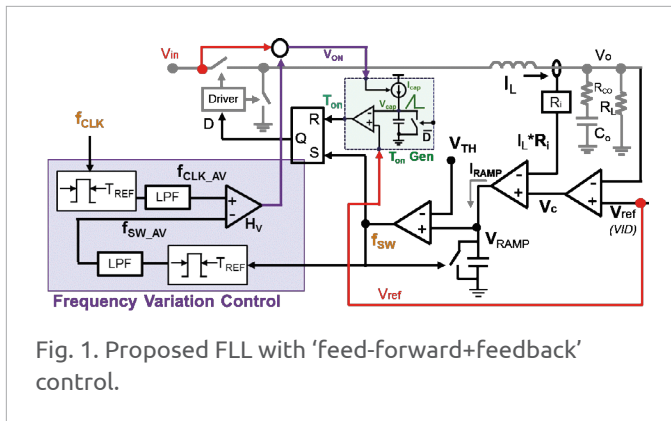 Vin
VON
Vo
IL
Ri
RCO
RL
Co
Driver
D
fCLK
Ton
R
Q
S
icap
Vcap
D
Ton Gen
VTH
IL*Ri
IRAMP
Vc
Vref
(VID)
fCLK_AV
TREF
LPF
HV
fSW
VRAMP
fSW_AV
LPF
TREF
Vref
Frequency Variation Control
Fig. 1. Proposed FLL with ‘feed-forward+feedback’
control.